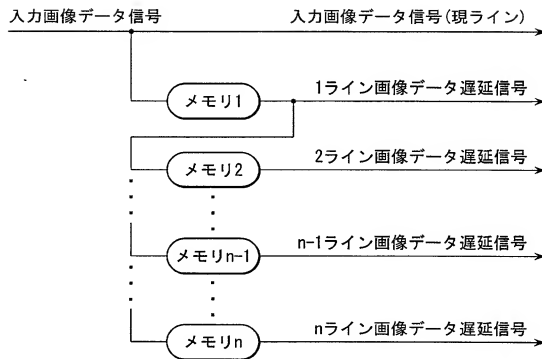 入力画像データ信号
入力画像データ信号(現ライン)
1ライン画像データ遅延信号
メモリ1
2ライン画像データ遅延信号
メモリ2
n-1ライン画像データ遅延信号
メモリn-1
nライン画像データ遅延信号
メモリn